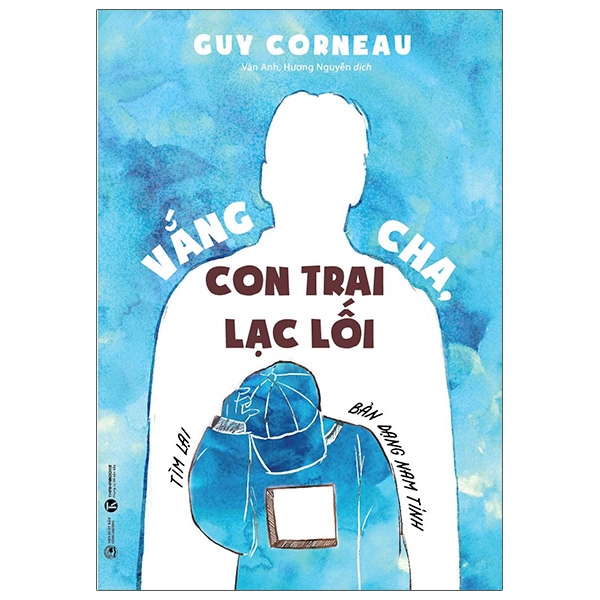 GUY CORNEAU
Vân Anh, Hương Nguyễn dịch
VẮNG CHA,
CON TRAI
LẠC LỐI
TÌM LẠI
BẢN DẠNG NAM TÍNH